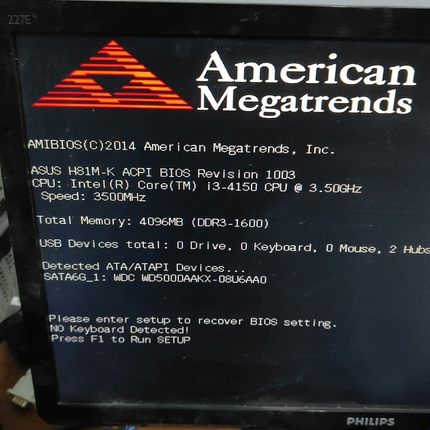 227E
American
Megatrends
AMIBIOS(C)2014 American Megatrends, Inc.
ASUS H81M-K ACPI BIOS Revision 1003
CPU: Intel(R) Core(TM) i3-4150 CPU @ 3.50GHz
Speed: 3500MHz
Total Memory: 4096MB (DDR3-1600)
USB Devices total: 0 Drive, 0 Keyboard, 0 Mouse, 2 Hubs
Detected ATA/ATAPI Devices...
SATA6G_1: WDC WD5000AAKX-08U6AA0
Please enter setup to recover BIOS setting.
NO Keyboard Detected!
Press F1 to Run SETUP
PHILIPS